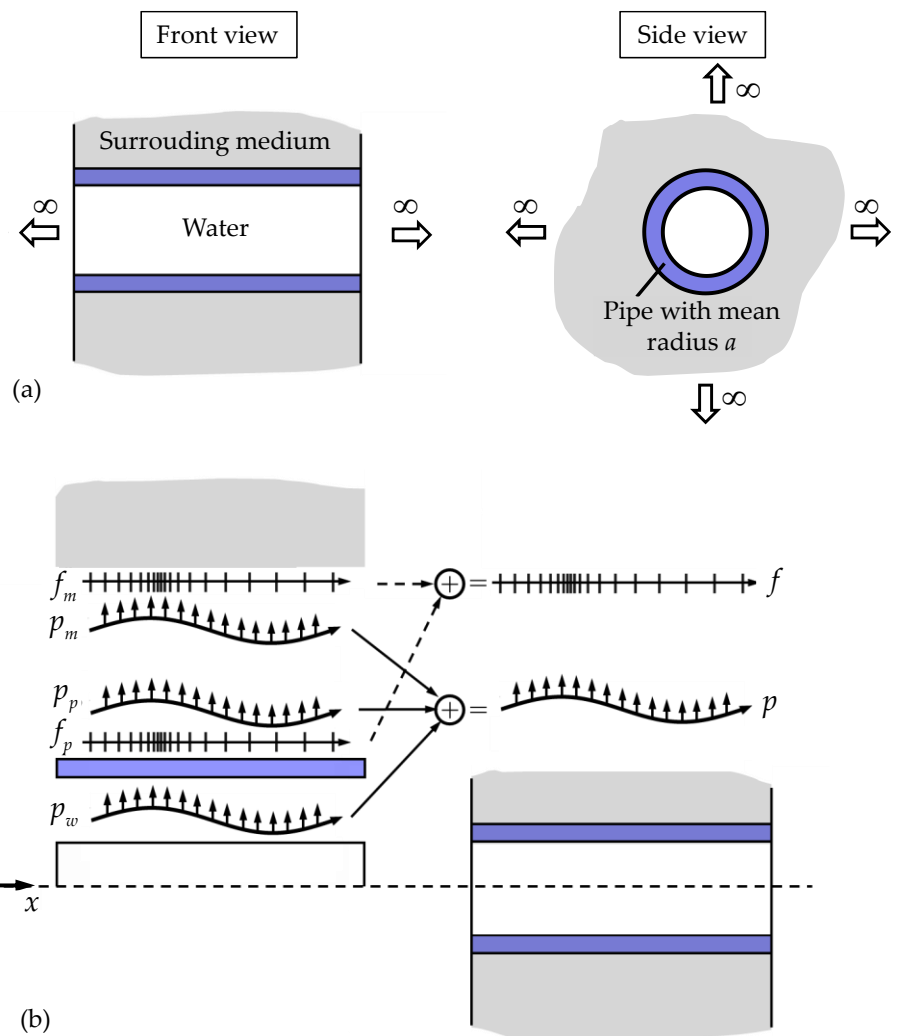 Front view
Side view
∞
Surrouding medium
∞
∞
Water
∞
∞
Pipe with mean
radius a
∞
(a)
f_m
= f
p_m
p_p
= p
f_p
p_w
x
(b)